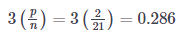 3(p/n) = 3(2/21) = 0.286